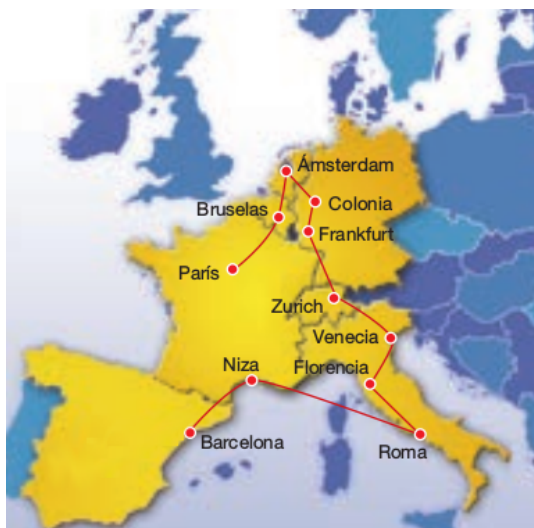 Ámsterdam
Bruselas
Colonia
Frankfurt
París
Zurich
Venecia
Niza
Florencia
Barcelona
Roma